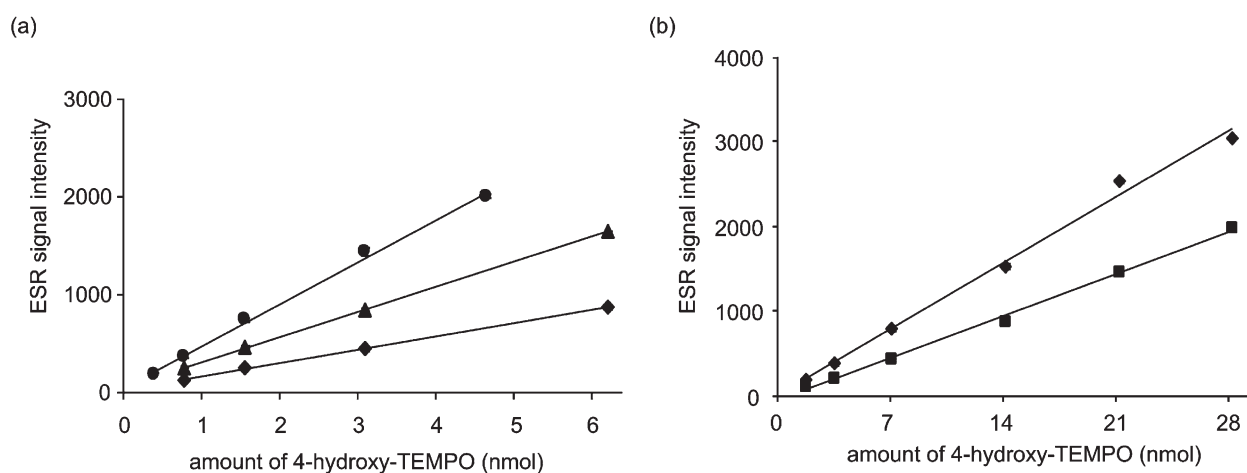 (a)
3000
2000
1000
0
ESR signal intensity
0 1 2 3 4 5 6
amount of 4-hydroxy-TEMPO (nmol)
(b)
4000
3000
2000
1000
0
ESR signal intensity
0 7 14 21 28
amount of 4-hydroxy-TEMPO (nmol)